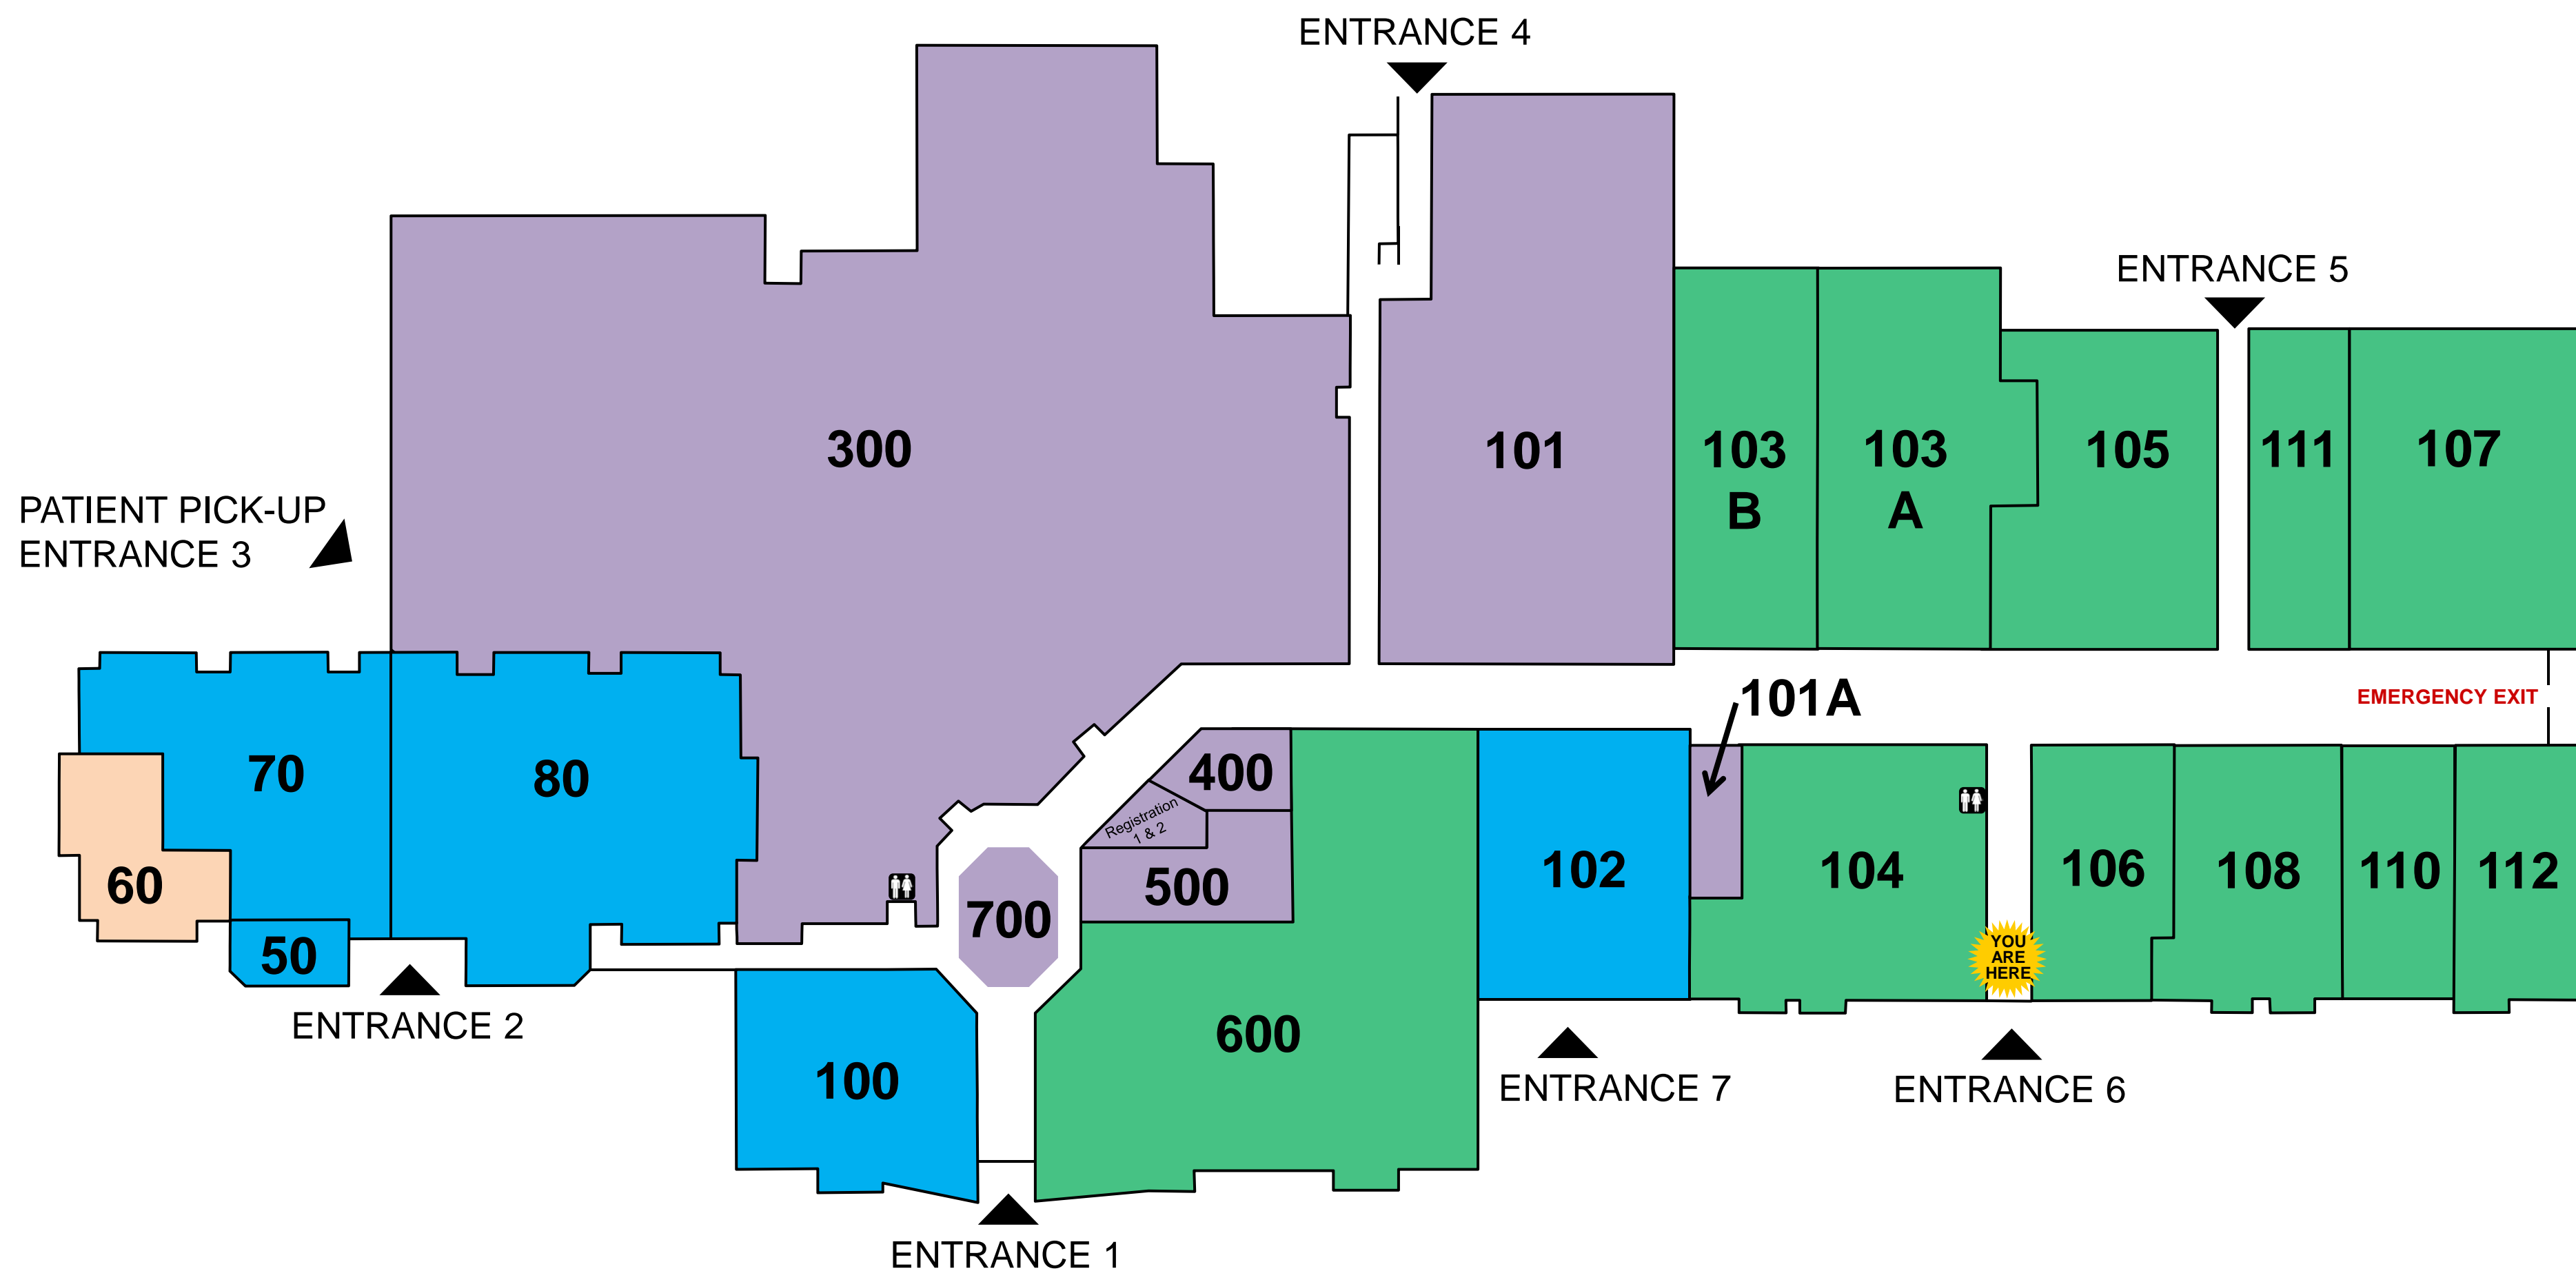 ENTRANCE 4
ENTRANCE 5
300
101
103
B
103
A
105
111
107
PATIENT PICK-UP
ENTRANCE 3
101A
EMERGENCY EXIT
70
80
60
50
400
Registration
1 & 2
500
700
102
104
106
108
110
112
YOU
ARE
HERE
ENTRANCE 2
100
600
ENTRANCE 7
ENTRANCE 6
ENTRANCE 1